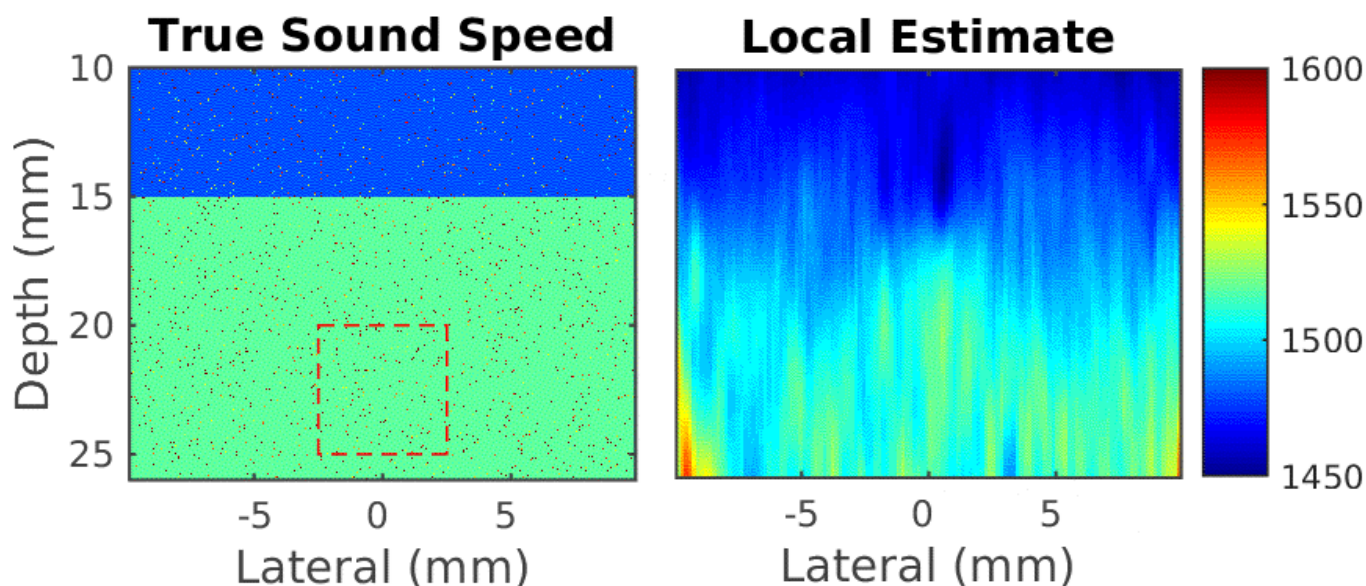 True Sound Speed
Local Estimate
10
15
20
25
Depth (mm)
-5 0 5
Lateral (mm)
-5 0 5
Lateral (mm)
1600
1550
1500
1450